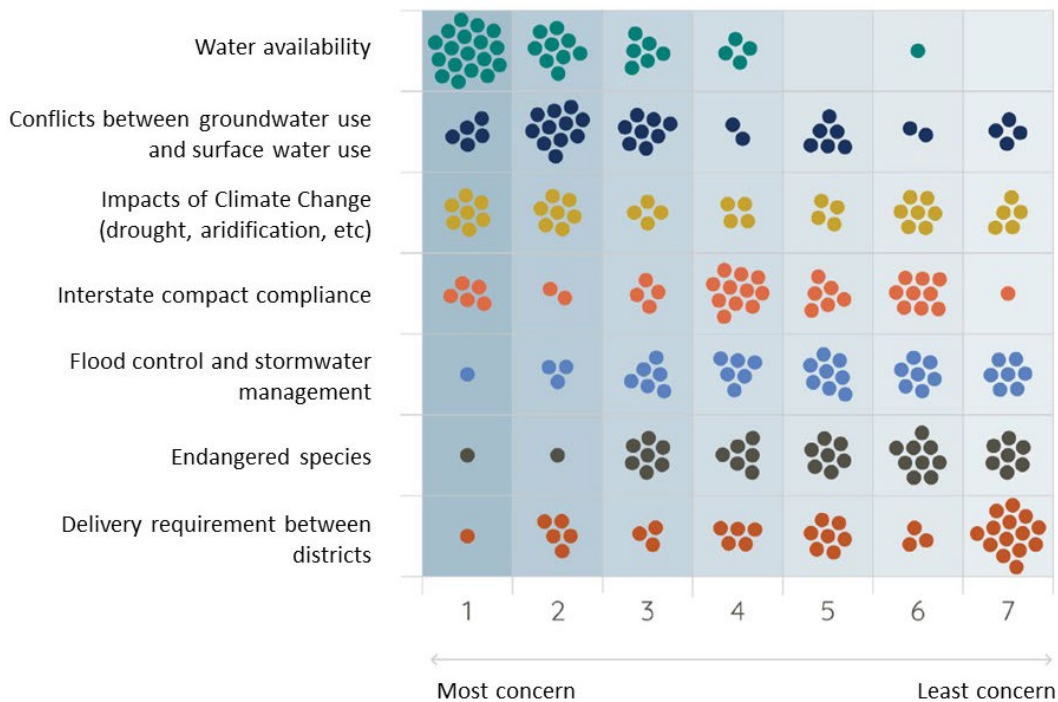 Water availability
Conflicts between groundwater use
and surface water use
Impacts of Climate Change
(drought, aridification, etc)
Interstate compact compliance
Flood control and stormwater
management
Endangered species
Delivery requirement between
districts
1 2 3 4 5 6 7
Most concern Least concern